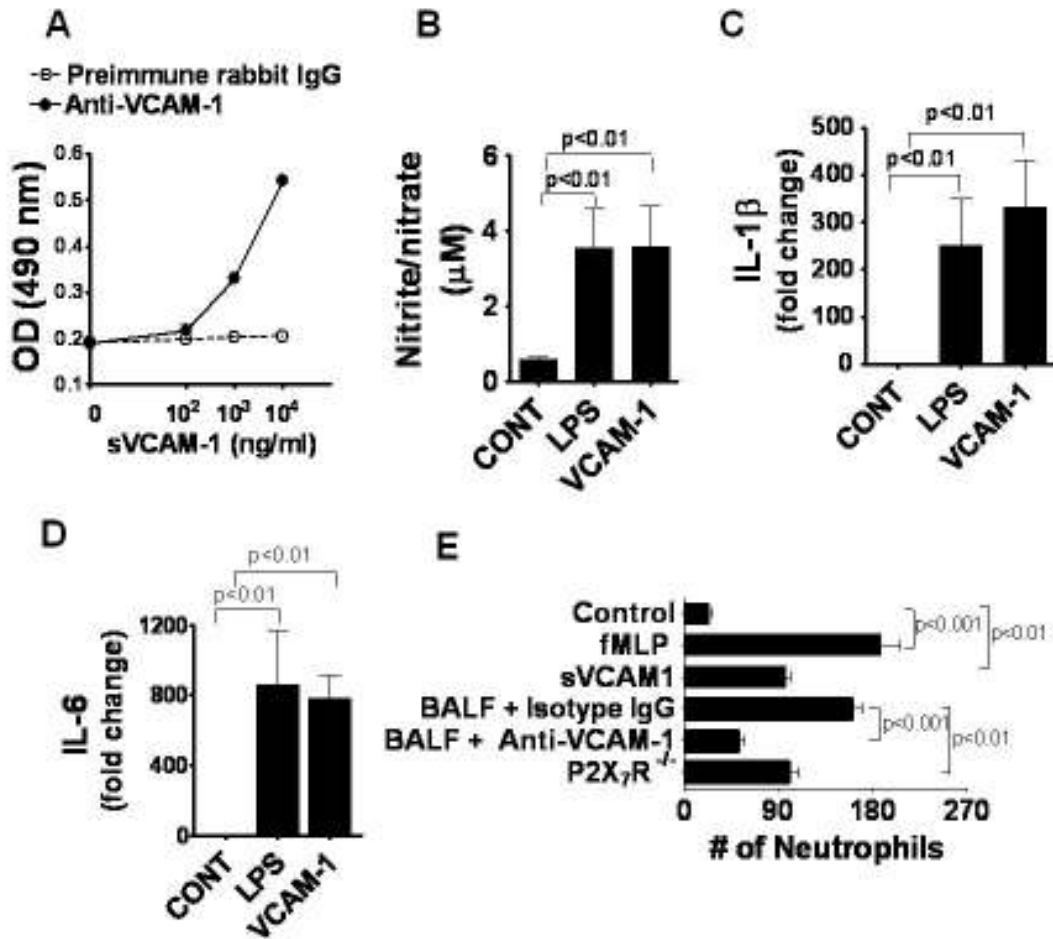 A
Preimmune rabbit IgG
Anti-VCAM-1
OD (490 nm)
0.6
0.5
0.3
0.2
0.1
0
10²
10³
10⁴
sVCAM-1 (ng/ml)
B
Nitrite/nitrate
(μM)
p<0.01
p<0.01
6
4
2
0
CONT
LPS
VCAM-1
C
IL-1β
(fold change)
p<0.01
p<0.01
500
400
300
200
100
0
CONT
LPS
VCAM-1
D
IL-6
(fold change)
p<0.01
p<0.01
1200
800
400
0
CONT
LPS
VCAM-1
E
Control
fMLP
sVCAM1
BALF + Isotype IgG
BALF + Anti-VCAM-1
P2X₇R⁻/⁻
p<0.001
p<0.01
p<0.001
p<0.01
0
90
180
270
# of Neutrophils